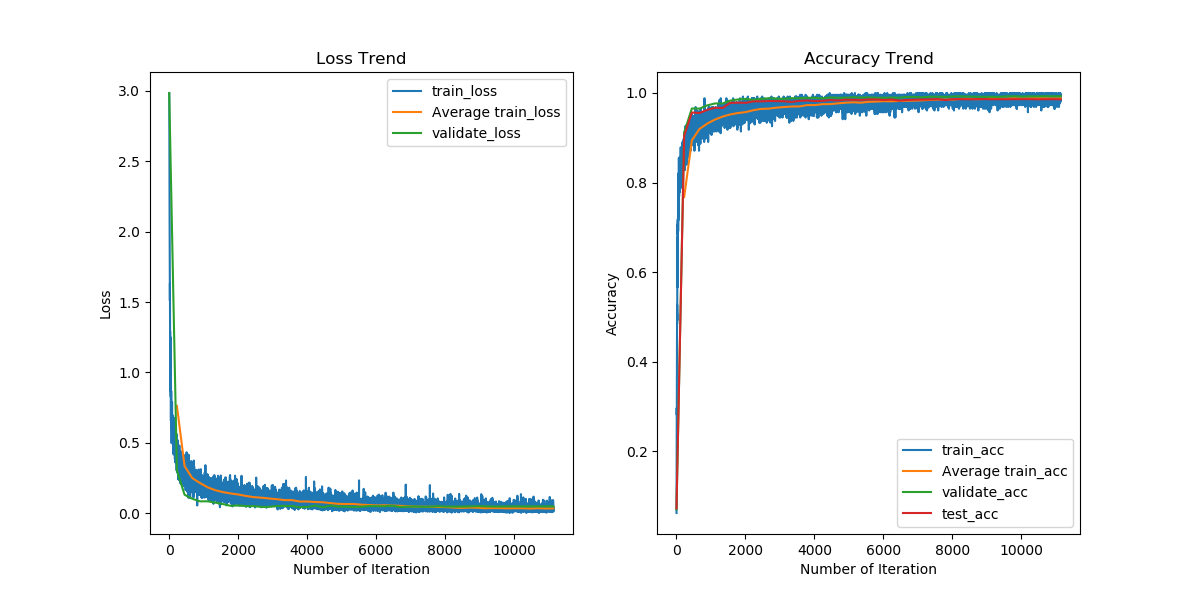 Loss Trend
3.0
2.5
2.0
1.5
1.0
0.5
0.0
Loss
0 2000 4000 6000 8000 10000
Number of Iteration
train_loss
Average train_loss
validate_loss
Accuracy Trend
1.0
0.8
0.6
0.4
0.2
Accuracy
0 2000 4000 6000 8000 10000
Number of Iteration
train_acc
Average train_acc
validate_acc
test_acc